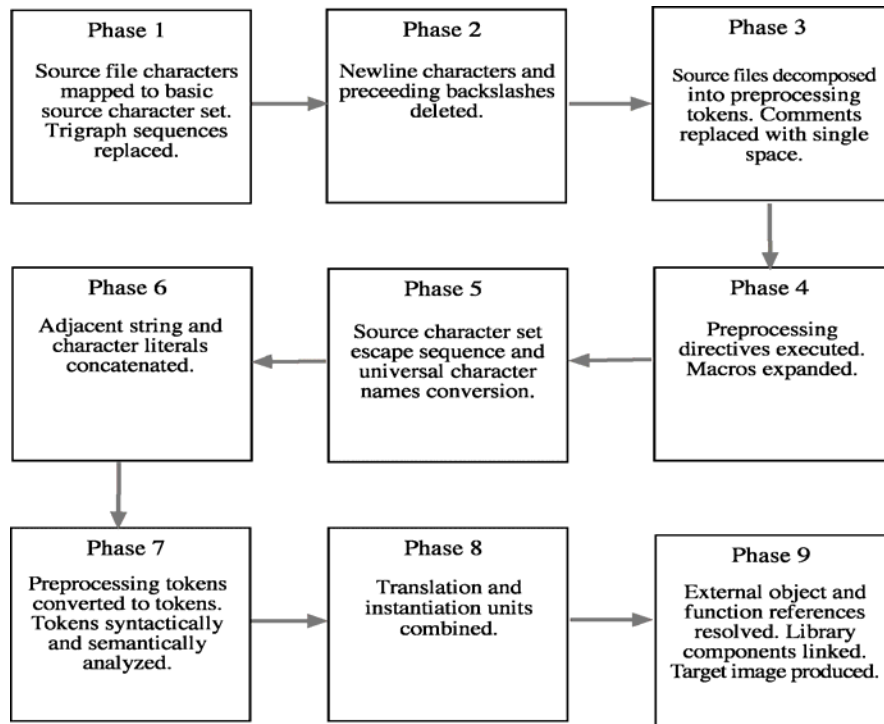 Phase 1
Source file characters
mapped to basic
source character set.
Trigraph sequences
replaced.
Phase 2
Newline characters and
preceeding backslashes
deleted.
Phase 3
Source files decomposed
into preprocessing
tokens. Comments
replaced with single
space.
Phase 4
Preprocessing
directives executed.
Macros expanded.
Phase 5
Source character set
escape sequence and
universal character
names conversion.
Phase 6
Adjacent string and
character literals
concatenated.
Phase 7
Preprocessing tokens
converted to tokens.
Tokens syntactically
and semantically
analyzed.
Phase 8
Translation and
instantiation units
combined.
Phase 9
External object and
function references
resolved. Library
components linked.
Target image produced.